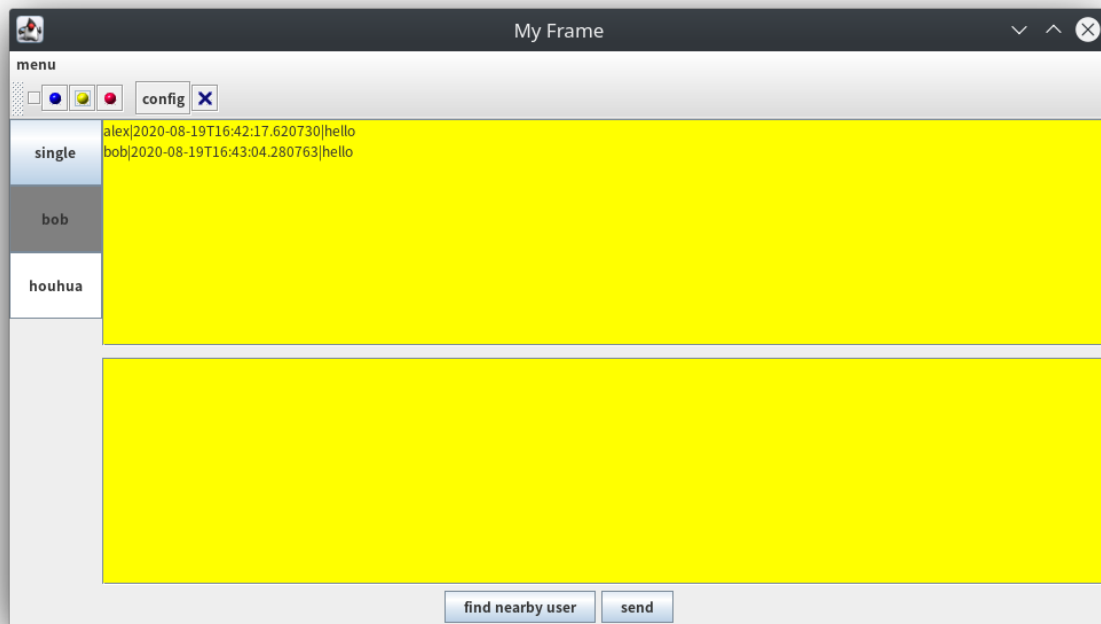 My Frame
menu
config
single
bob
houhua
alex|2020-08-19T16:42:17.620730|hello
bob|2020-08-19T16:43:04.280763|hello
find nearby user
send